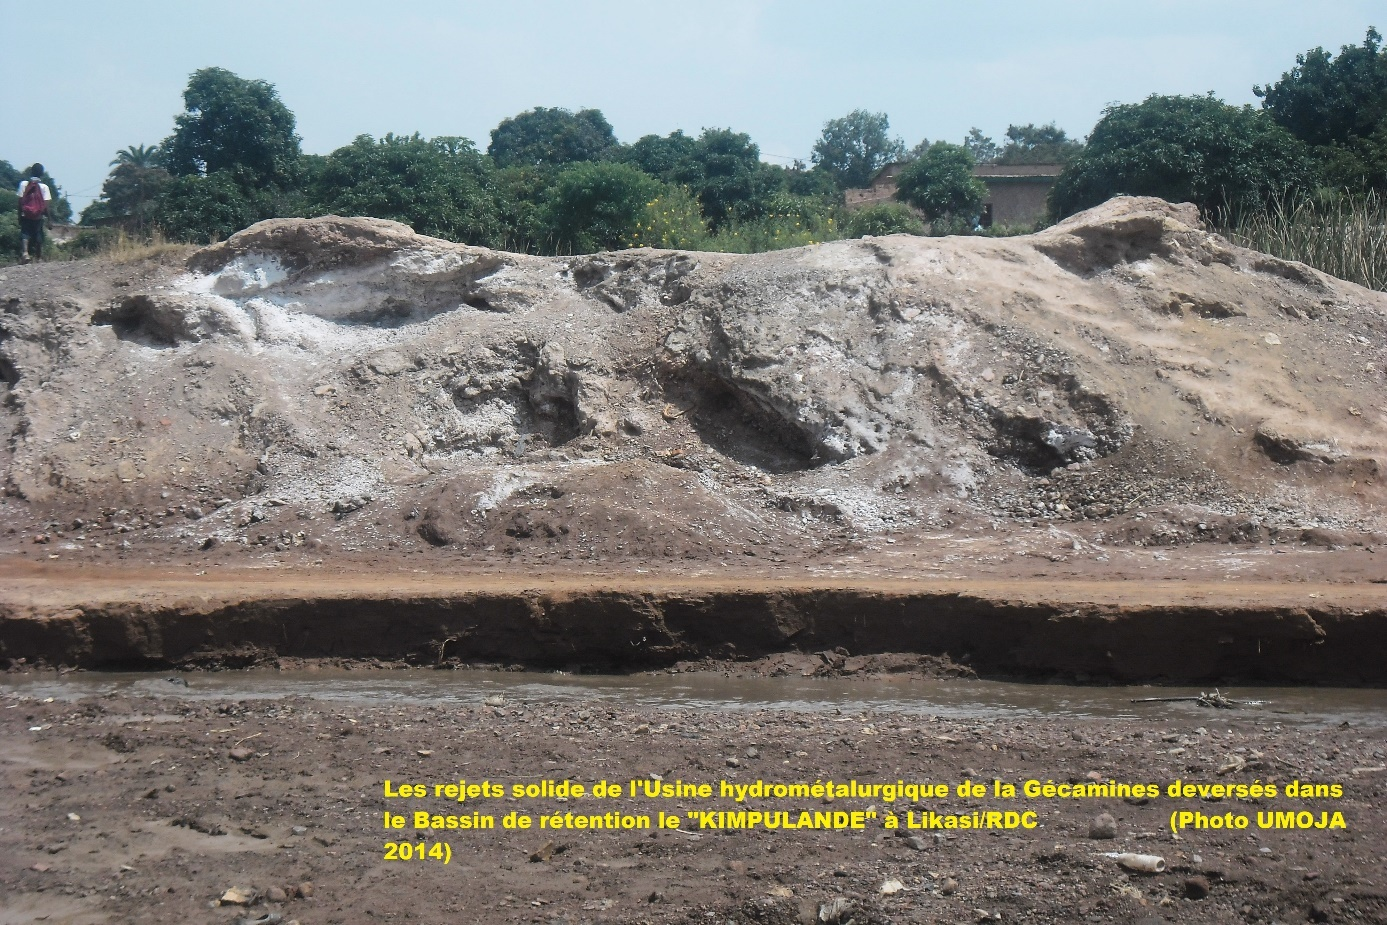 Les rejets solide de l'Usine hydrométalurgique de la Gécamines deversés dans
le Bassin de rétention le "KIMPULANDE" à Likasi/RDC (Photo UMOJA
2014)